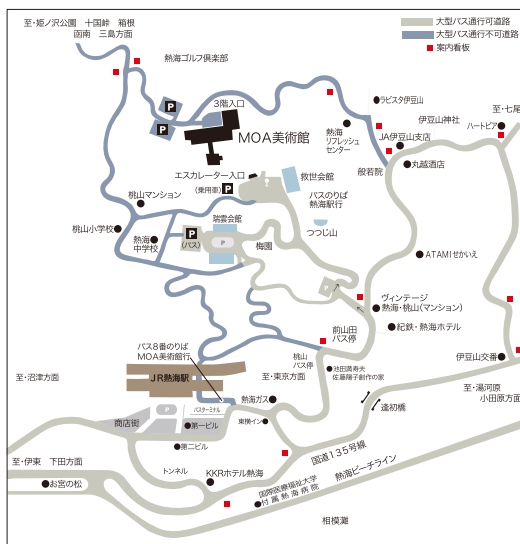 至・姫ノ沢公園　十国峠　箱根
函南　三島方面
大型バス通行可道路
大型バス通行不可道路
案内看板
熱海ゴルフ倶楽部
P
3階入口
P
MOA美術館
ラビスタ伊豆山
至・七尾
伊豆山神社
ハートピア
JA伊豆山支店
熱海
リフレッシュ
センター
丸越酒店
般若院
エスカレーター入口
(乗用車)
P
救世会館
バスのりば
熱海駅行
桃山マンション
つつじ山
瑞雲会館
桃山小学校
熱海
中学校
P
(バス)
P
梅園
ATAMIせかいえ
P
ヴィンテージ
熱海・桃山(マンション)
前山田
バス停
紀鉄・熱海ホテル
バス8番のりば
MOA美術館行
桃山
バス停
伊豆山交番
池田満寿夫
佐藤陽子創作の家
至・沼津方面
JR熱海駅
至・東京方面
至・湯河原
小田原方面
熱海ガス
逢初橋
商店街
P
バスターミナル
第一ビル
東横イン
第二ビル
国道135号線
至・伊東　下田方面
トンネル
KKRホテル熱海
熱海ビーチライン
お宮の松
国際医療福祉大学
付属熱海病院
相模灘